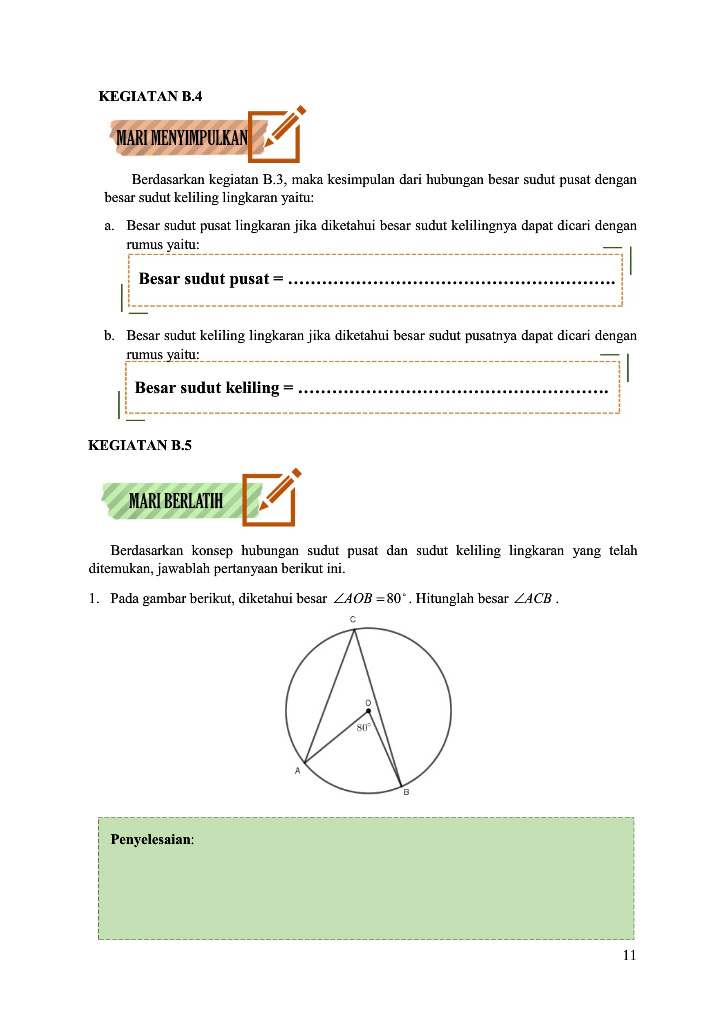 KEGIATAN B.4
MARI MENYIMPULKAN
Berdasarkan kegiatan B.3, maka kesimpulan dari hubungan besar sudut pusat dengan
besar sudut keliling lingkaran yaitu:
a. Besar sudut pusat lingkaran jika diketahui besar sudut kelilingnya dapat dicari dengan
rumus yaitu:
Besar sudut pusat = ……………………………………………….
b. Besar sudut keliling lingkaran jika diketahui besar sudut pusatnya dapat dicari dengan
rumus yaitu:
Besar sudut keliling = …………………………………………….
KEGIATAN B.5
MARI BERLATIH
Berdasarkan konsep hubungan sudut pusat dan sudut keliling lingkaran yang telah
ditemukan, jawablah pertanyaan berikut ini.
1. Pada gambar berikut, diketahui besar ∠AOB = 80°. Hitunglah besar ∠ACB .
C
O
80°
A
B
Penyelesaian:
11